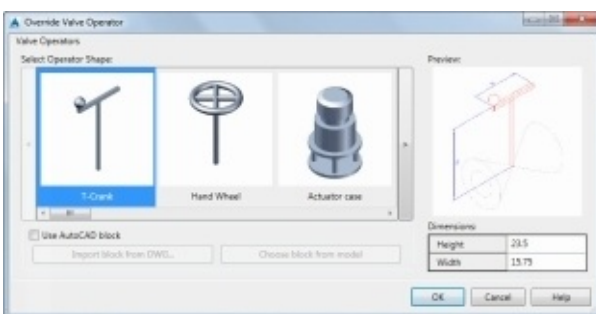 Override Valve Operator
Valve Operators
Select Operator Shape:
T-Crank
Hand Wheel
Actuator case
Use AutoCAD block
Import block from DWG...
Choose block from model
Preview:
Dimensions:
Height 23.5
Width 15.75
OK
Cancel
Help